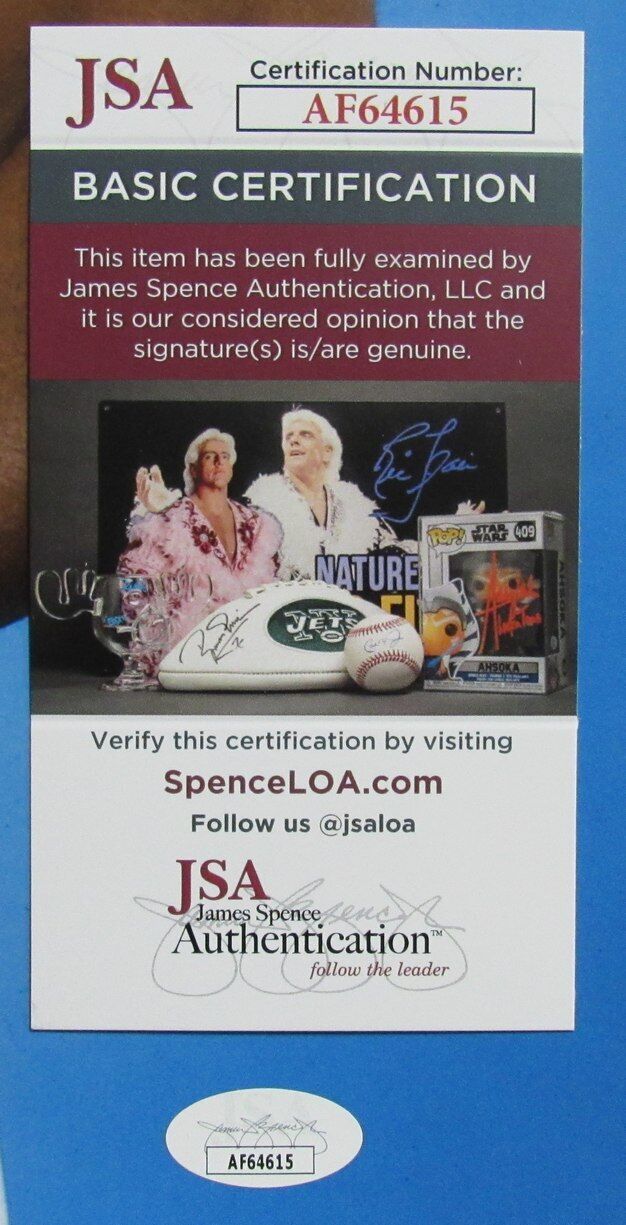 JSA
Certification Number:
AF64615
BASIC CERTIFICATION
This item has been fully examined by
James Spence Authentication, LLC and
it is our considered opinion that the
signature(s) is/are genuine.
NATURE
JETS
POP!
STAR
WARS
409
AHSOKA
Verify this certification by visiting
SpenceLOA.com
Follow us @jsaloa
JSA
James Spence
Authentication™
follow the leader
AF64615